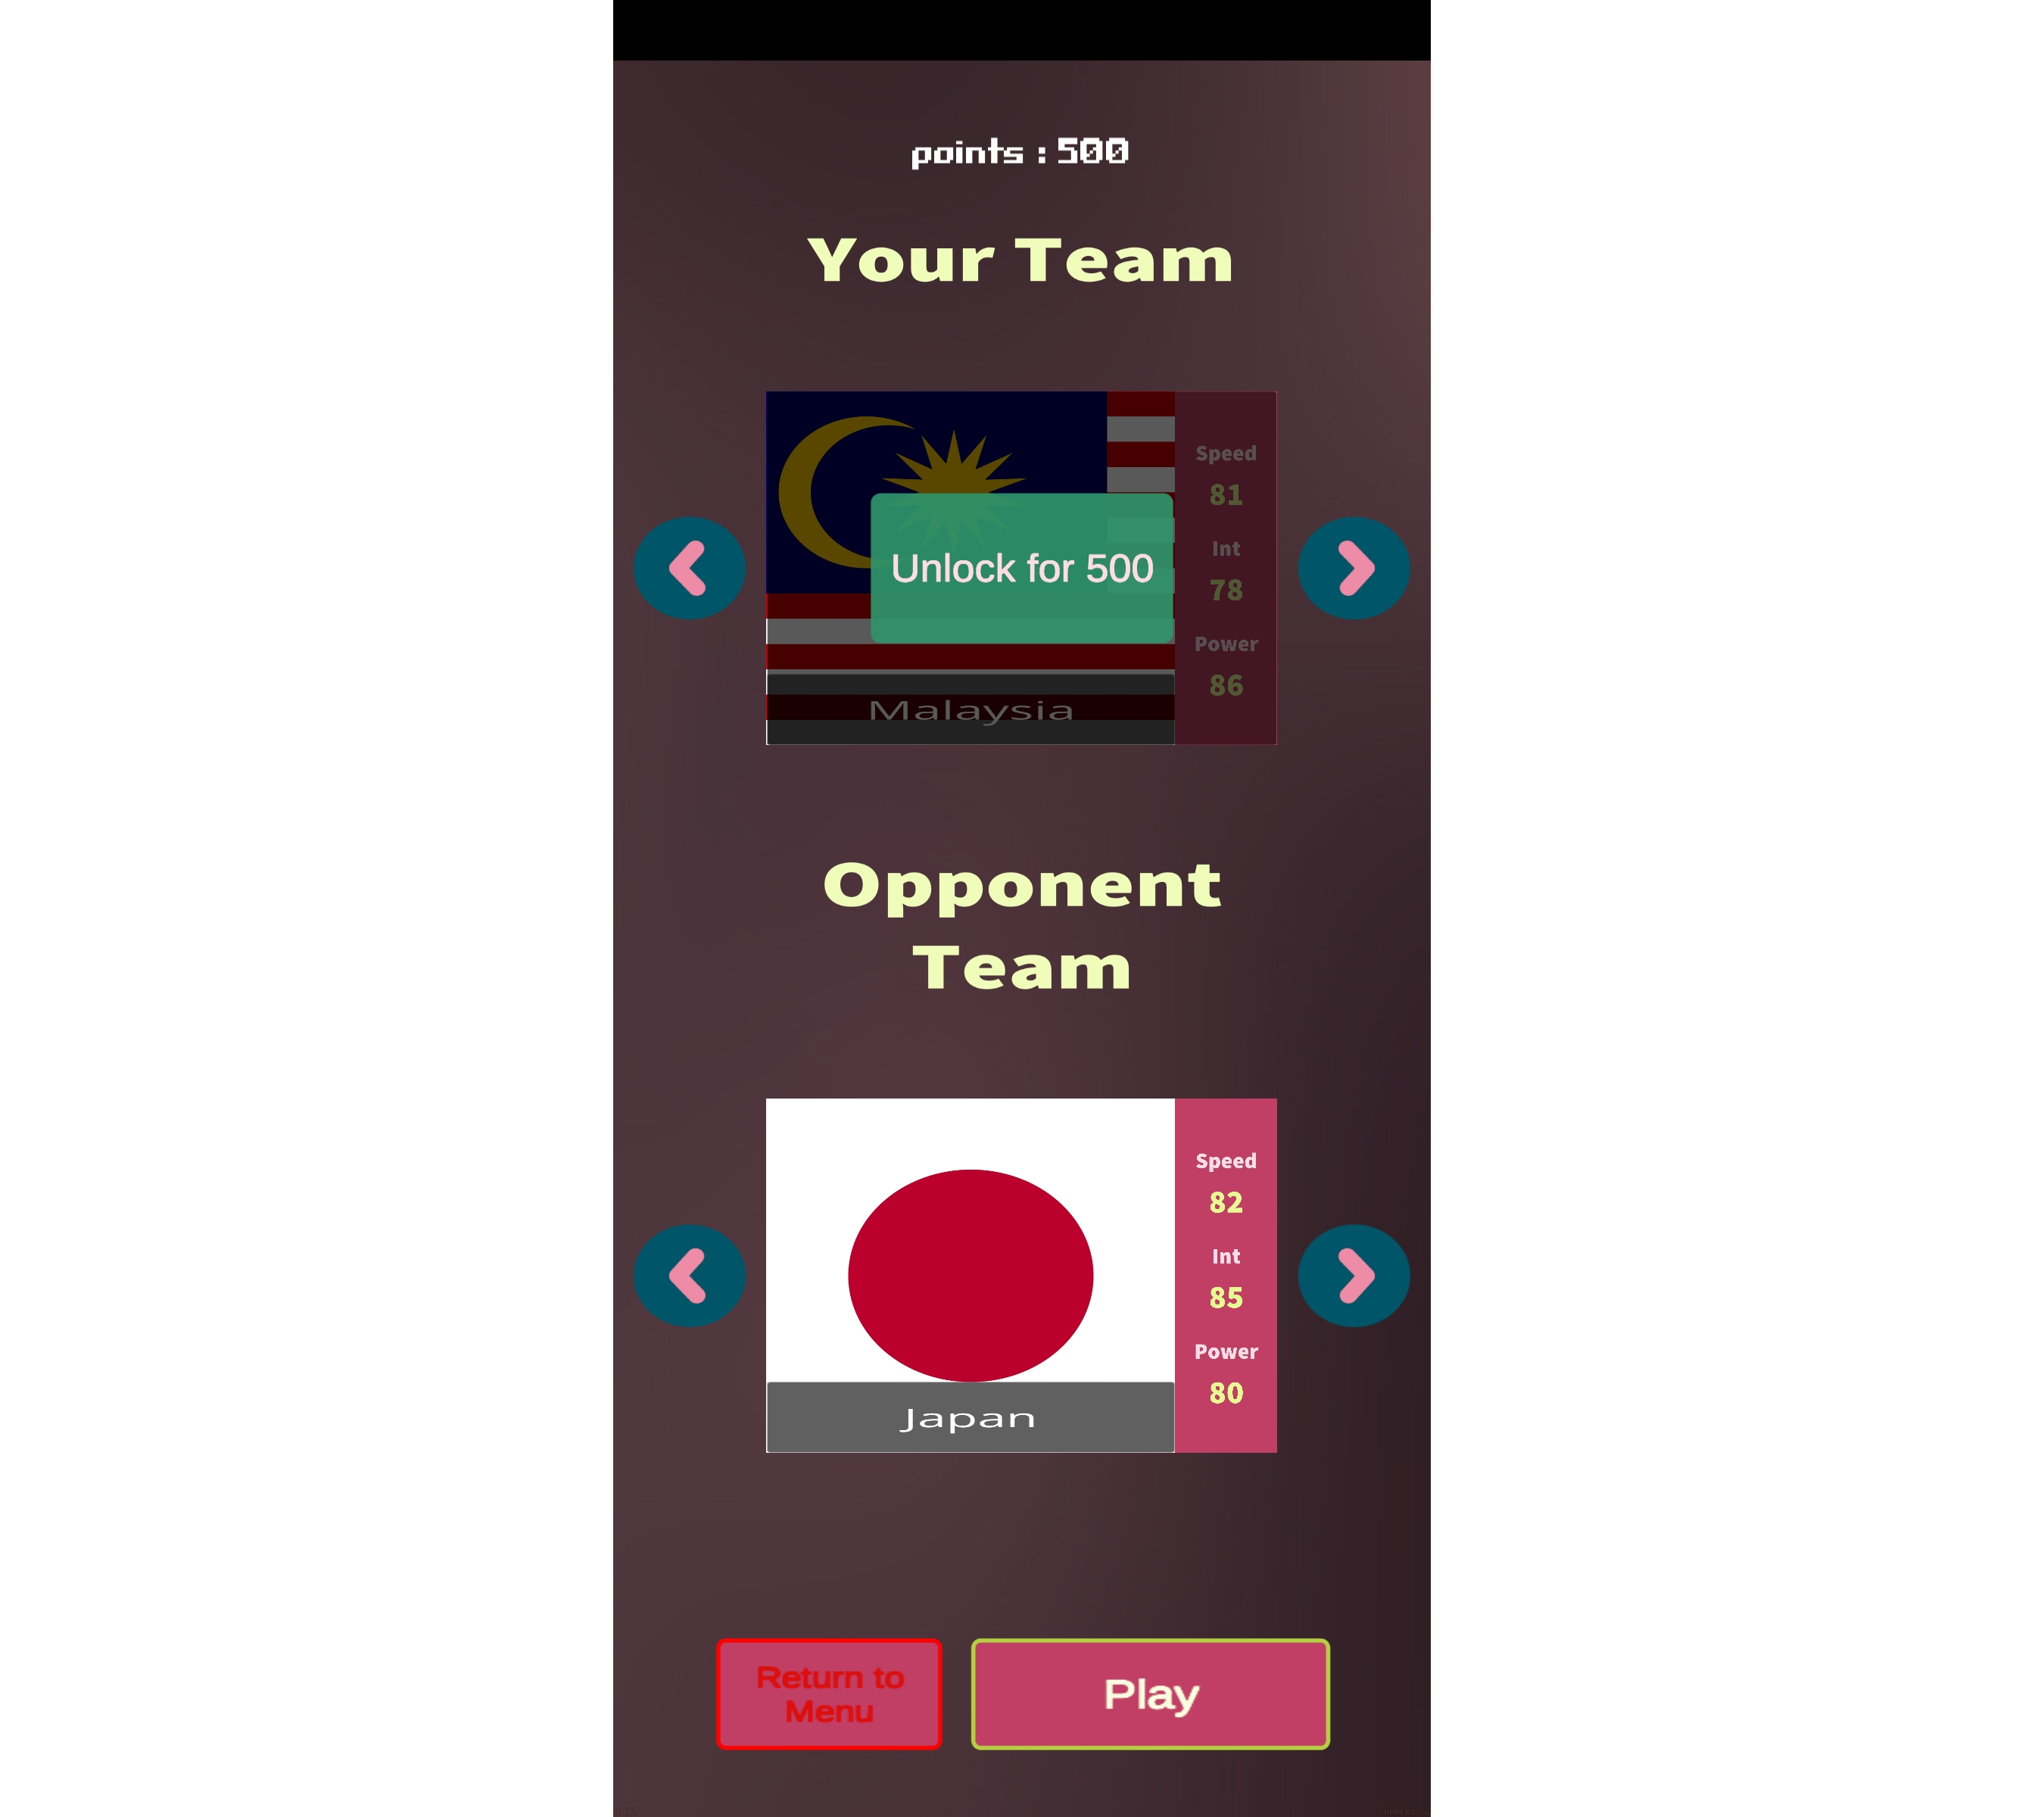 points : 500
Your Team
Speed
81
Int
78
Power
86
Unlock for 500
Malaysia
Opponent
Team
Speed
82
Int
85
Power
80
Japan
Return to
Menu
Play